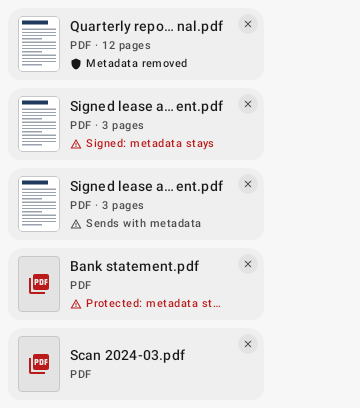 Quarterly repo… nal.pdf
PDF · 12 pages
Metadata removed
Signed lease a… ent.pdf
PDF · 3 pages
Signed: metadata stays
Signed lease a… ent.pdf
PDF · 3 pages
Sends with metadata
Bank statement.pdf
PDF
PDF
Protected: metadata st…
Scan 2024-03.pdf
PDF
PDF